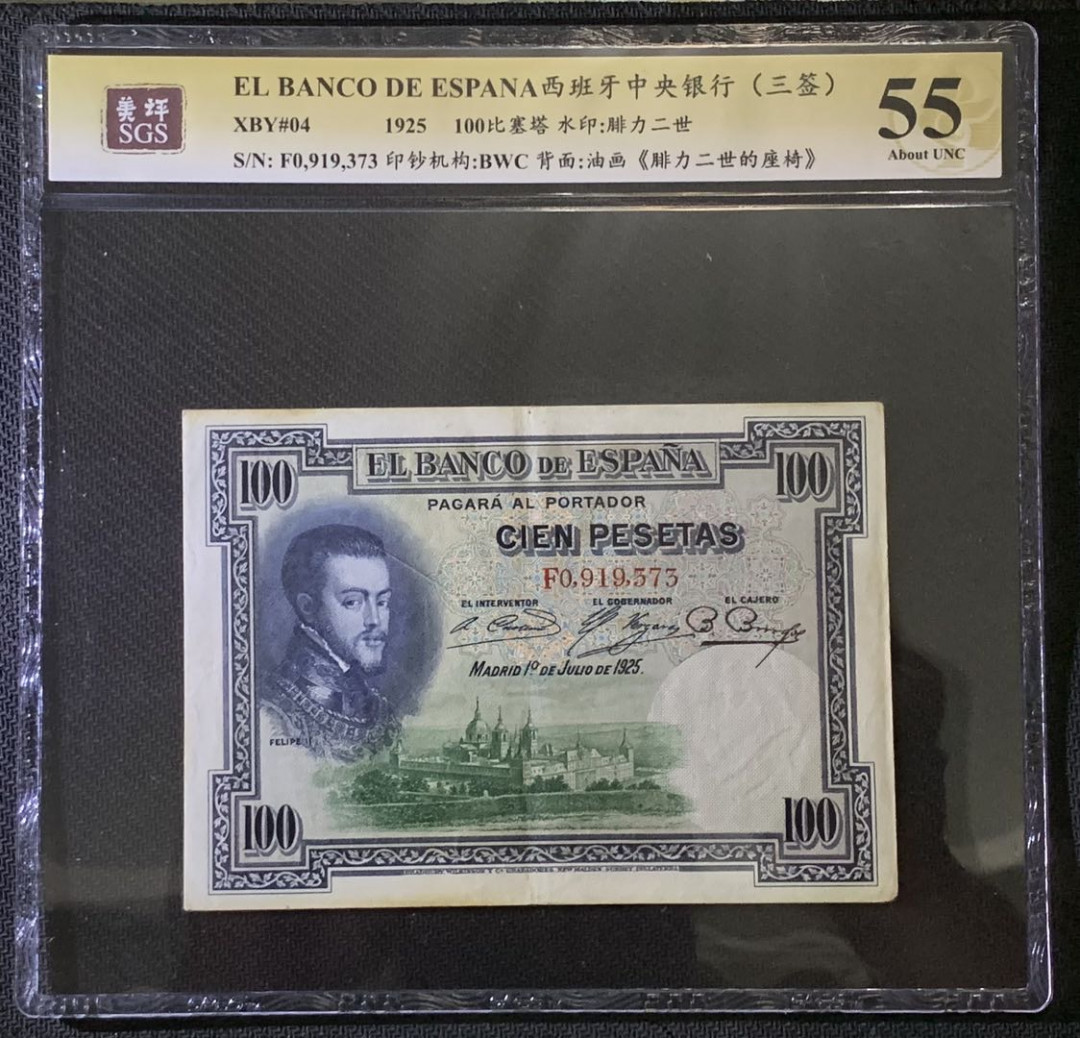 EL BANCO DE ESPANA西班牙中央银行（三签）
美评
SGS
XBY#04 1925 100比塞塔 水印:腓力二世
S/N: F0,919,373 印钞机构:BWC 背面:油画《腓力二世的座椅》
55
About UNC
100 EL BANCO DE ESPAÑA 100
PAGARÁ AL PORTADOR
CIEN PESETAS
F0,919,373
EL INTERVENTOR EL GOBERNADOR EL CAJERO
MADRID 1º DE JULIO DE 1925.
FELIPE II
100 100